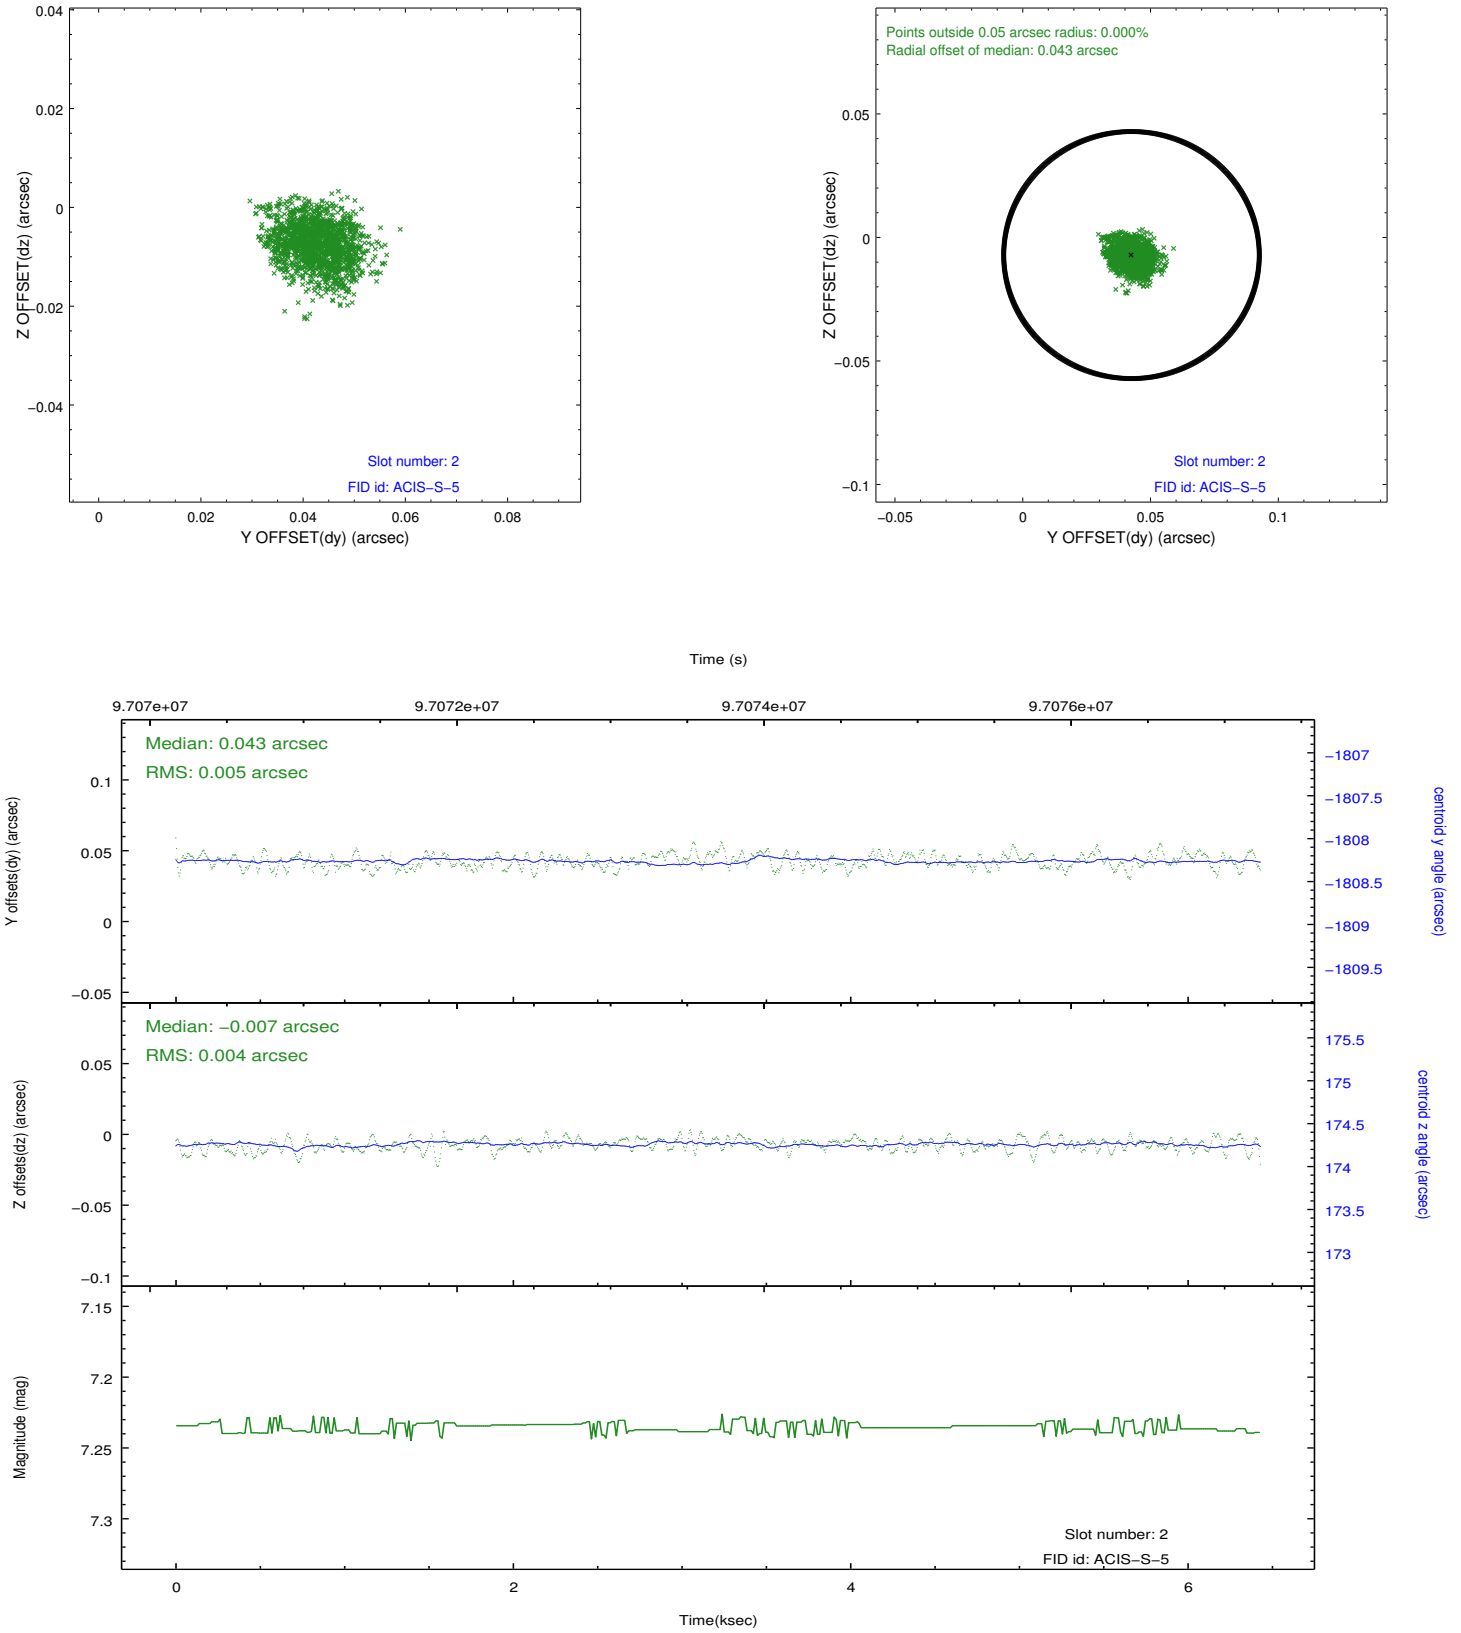 0.04
0.02
0
−0.02
−0.04
Z OFFSET(dz) (arcsec)
Slot number: 2
FID id: ACIS−S−5
0 0.02 0.04 0.06 0.08
Y OFFSET(dy) (arcsec)
Points outside 0.05 arcsec radius: 0.000%
Radial offset of median: 0.043 arcsec
0.05
0
−0.05
−0.1
Z OFFSET(dz) (arcsec)
Slot number: 2
FID id: ACIS−S−5
−0.05 0 0.05 0.1
Y OFFSET(dy) (arcsec)
Time (s)
9.707e+07 9.7072e+07 9.7074e+07 9.7076e+07
Median: 0.043 arcsec
RMS: 0.005 arcsec
0.1
0.05
0
−0.05
Y offsets(dy) (arcsec)
−1807
−1807.5
−1808
−1808.5
−1809
−1809.5
centroid y angle (arcsec)
Median: −0.007 arcsec
RMS: 0.004 arcsec
0.05
0
−0.05
−0.1
Z offsets(dz) (arcsec)
175.5
175
174.5
174
173.5
173
centroid z angle (arcsec)
7.15
7.2
7.25
7.3
Magnitude (mag)
Slot number: 2
FID id: ACIS−S−5
0 2 4 6
Time(ksec)